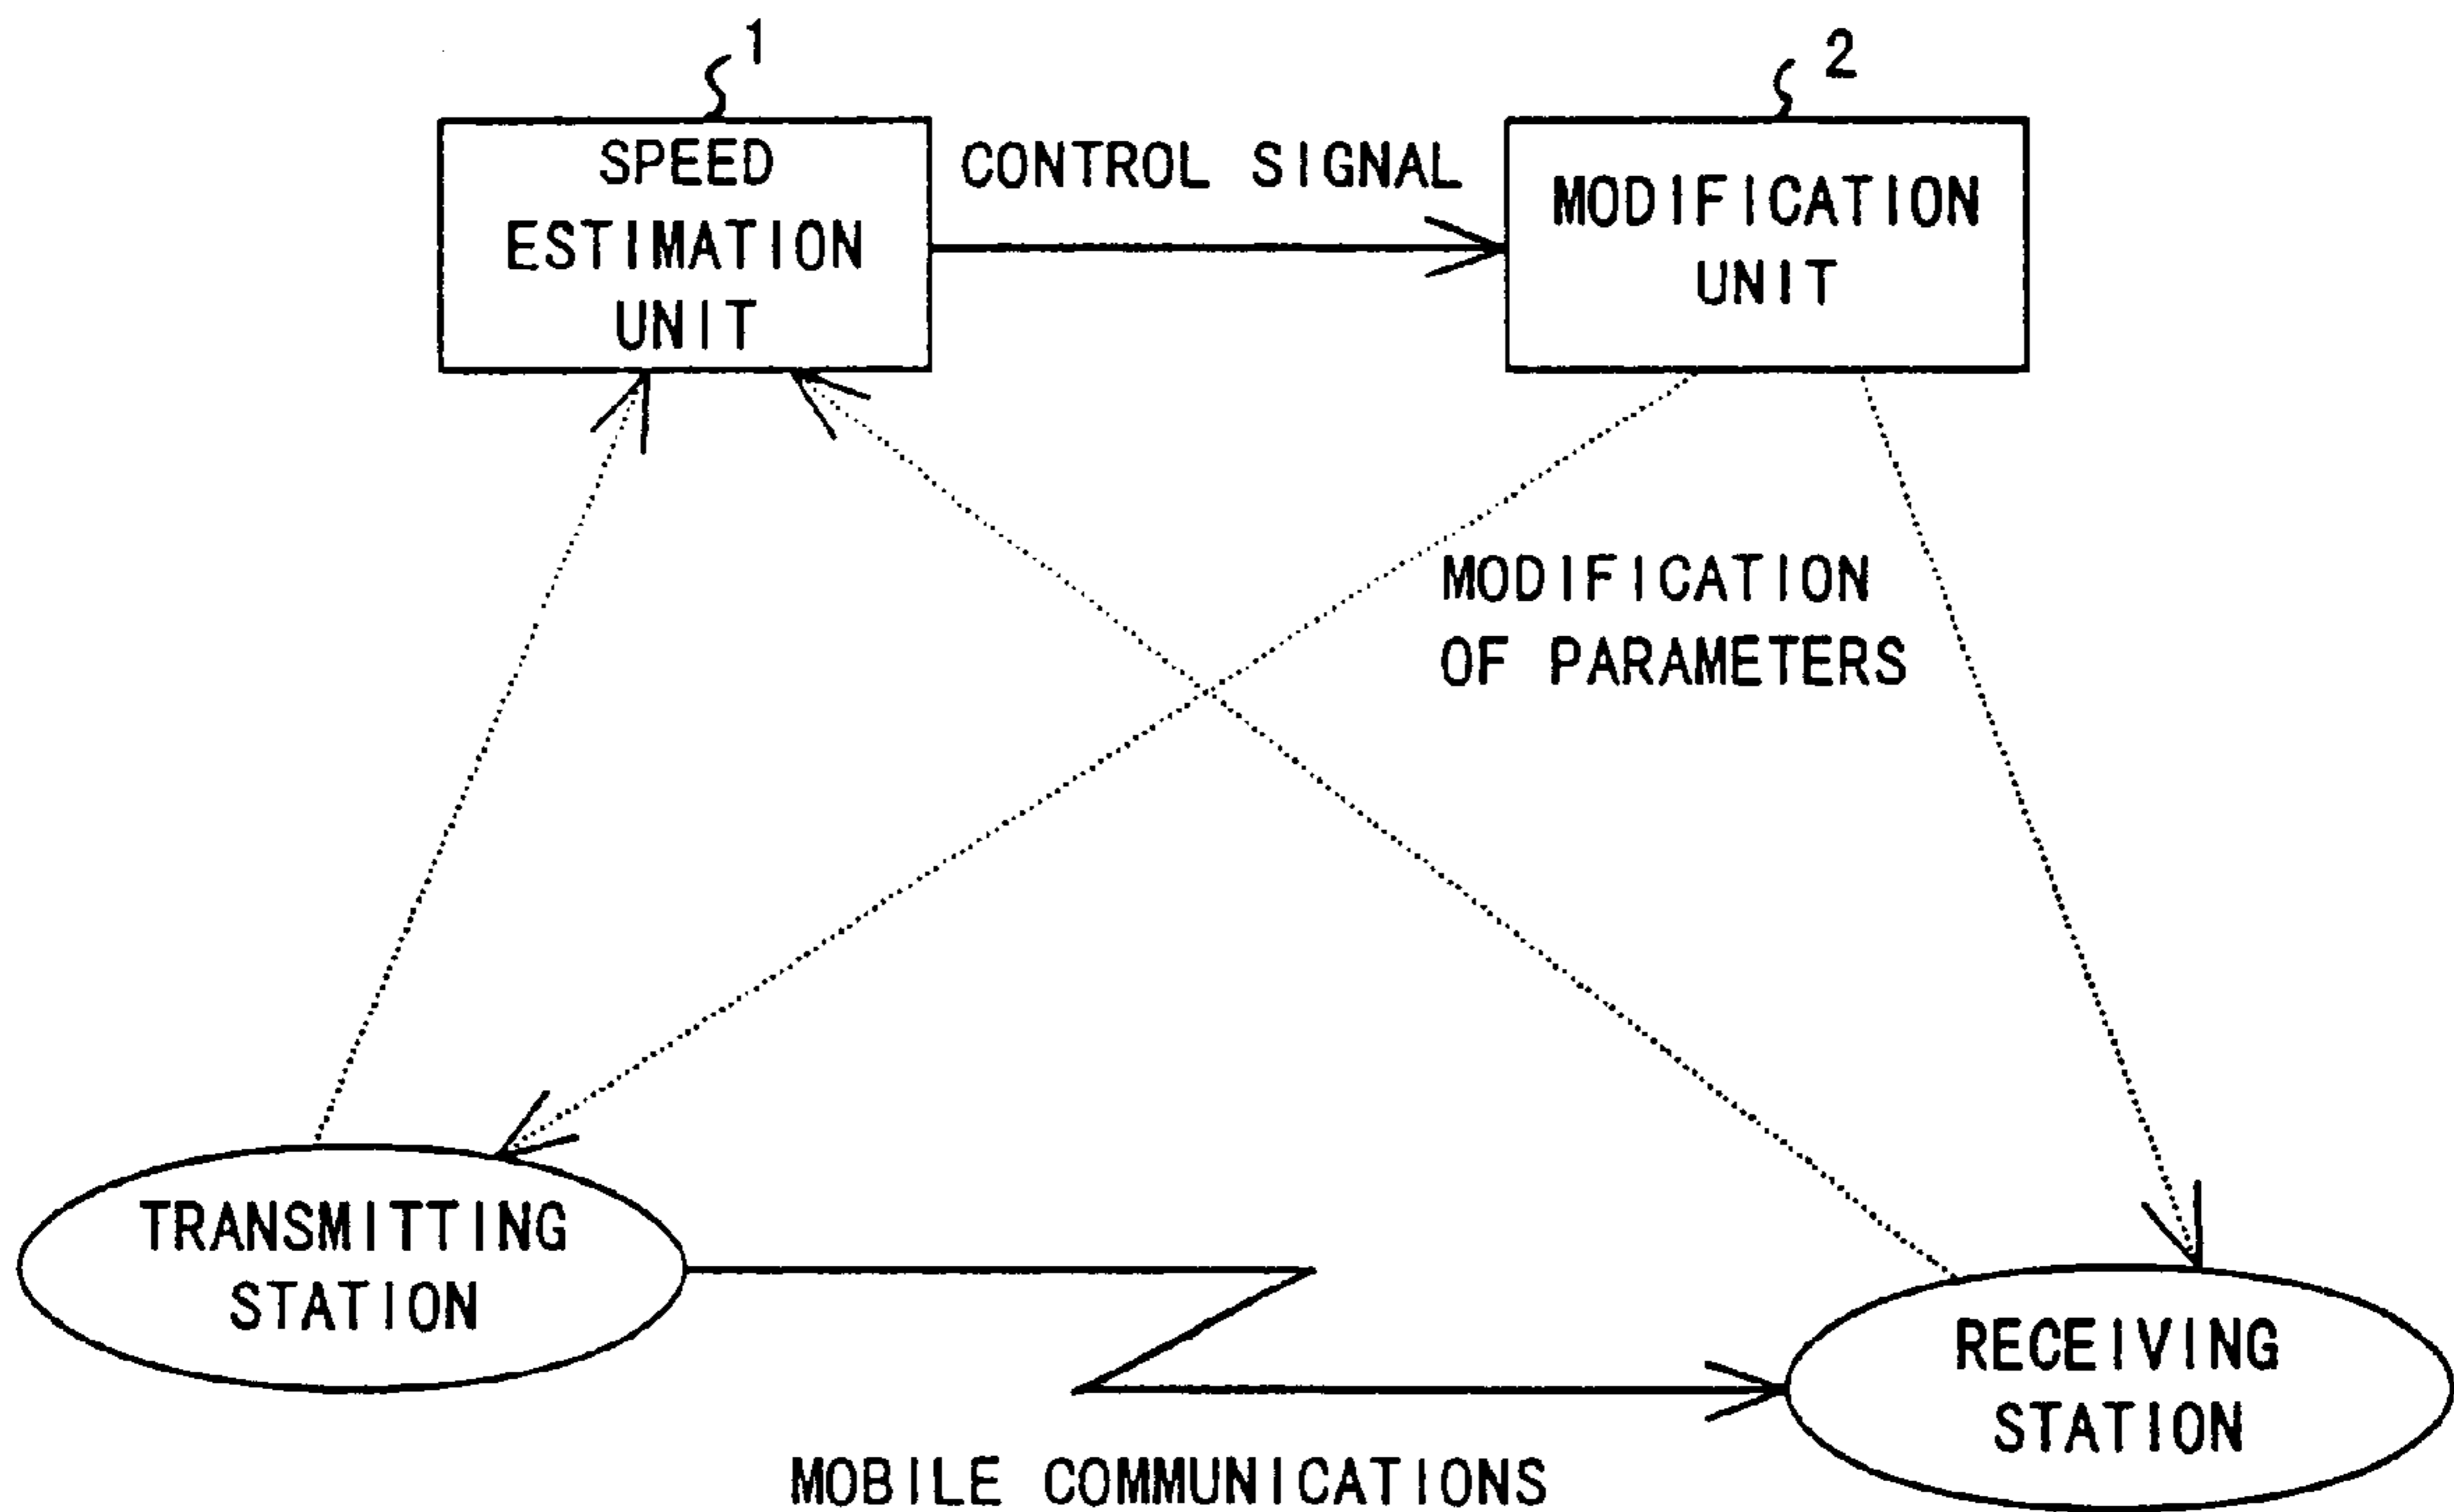 1
2
SPEED
ESTIMATION
UNIT
CONTROL SIGNAL
MODIFICATION
UNIT
MODIFICATION
OF PARAMETERS
TRANSMITTING
STATION
RECEIVING
STATION
MOBILE COMMUNICATIONS